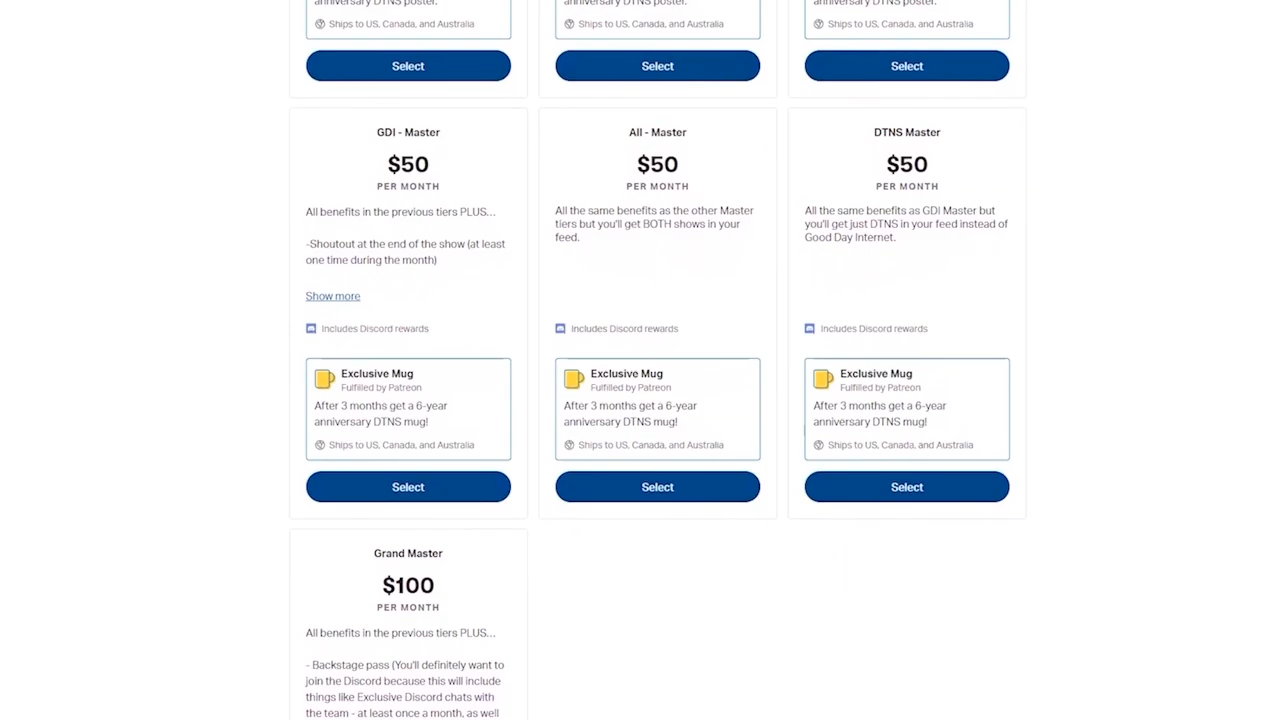 anniversary DTNS poster.
Ships to US, Canada, and Australia
Select
anniversary DTNS poster.
Ships to US, Canada, and Australia
Select
anniversary DTNS poster.
Ships to US, Canada, and Australia
Select
GDI - Master
$50
PER MONTH
All benefits in the previous tiers PLUS...
-Shoutout at the end of the show (at least
one time during the month)
Show more
Includes Discord rewards
Exclusive Mug
Fulfilled by Patreon
After 3 months get a 6-year
anniversary DTNS mug!
Ships to US, Canada, and Australia
Select
All - Master
$50
PER MONTH
All the same benefits as the other Master
tiers but you'll get BOTH shows in your
feed.
Includes Discord rewards
Exclusive Mug
Fulfilled by Patreon
After 3 months get a 6-year
anniversary DTNS mug!
Ships to US, Canada, and Australia
Select
DTNS Master
$50
PER MONTH
All the same benefits as GDI Master but
you'll get just DTNS in your feed instead of
Good Day Internet.
Includes Discord rewards
Exclusive Mug
Fulfilled by Patreon
After 3 months get a 6-year
anniversary DTNS mug!
Ships to US, Canada, and Australia
Select
Grand Master
$100
PER MONTH
All benefits in the previous tiers PLUS...
- Backstage pass (You'll definitely want to
join the Discord because this will include
things like Exclusive Discord chats with
the team - at least once a month, as well